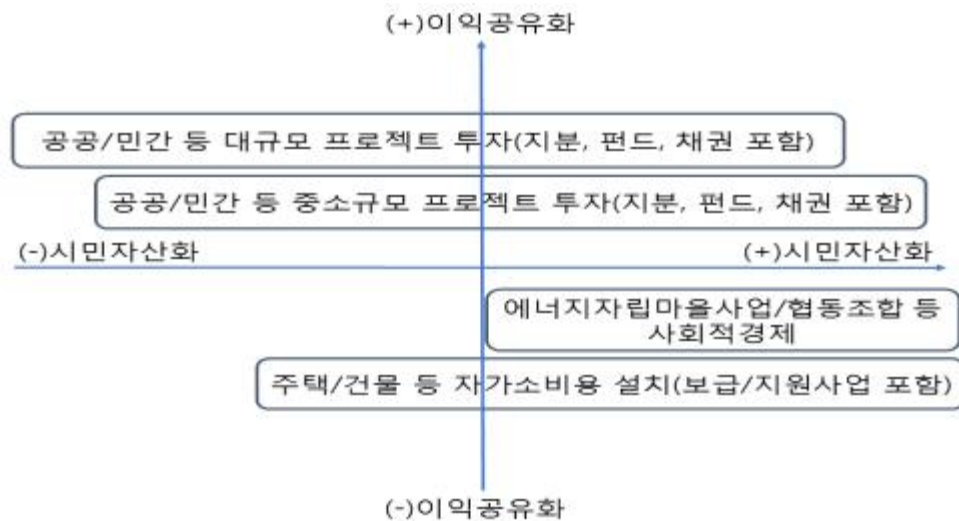 (+)이익공유화
공공/민간 등 대규모 프로젝트 투자(지분, 펀드, 채권 포함)
공공/민간 등 중소규모 프로젝트 투자(지분, 펀드, 채권 포함)
(-)시민자산화
(+)시민자산화
에너지자립마을사업/협동조합 등
사회적경제
주택/건물 등 자가소비용 설치(보급/지원사업 포함)
(-)이익공유화